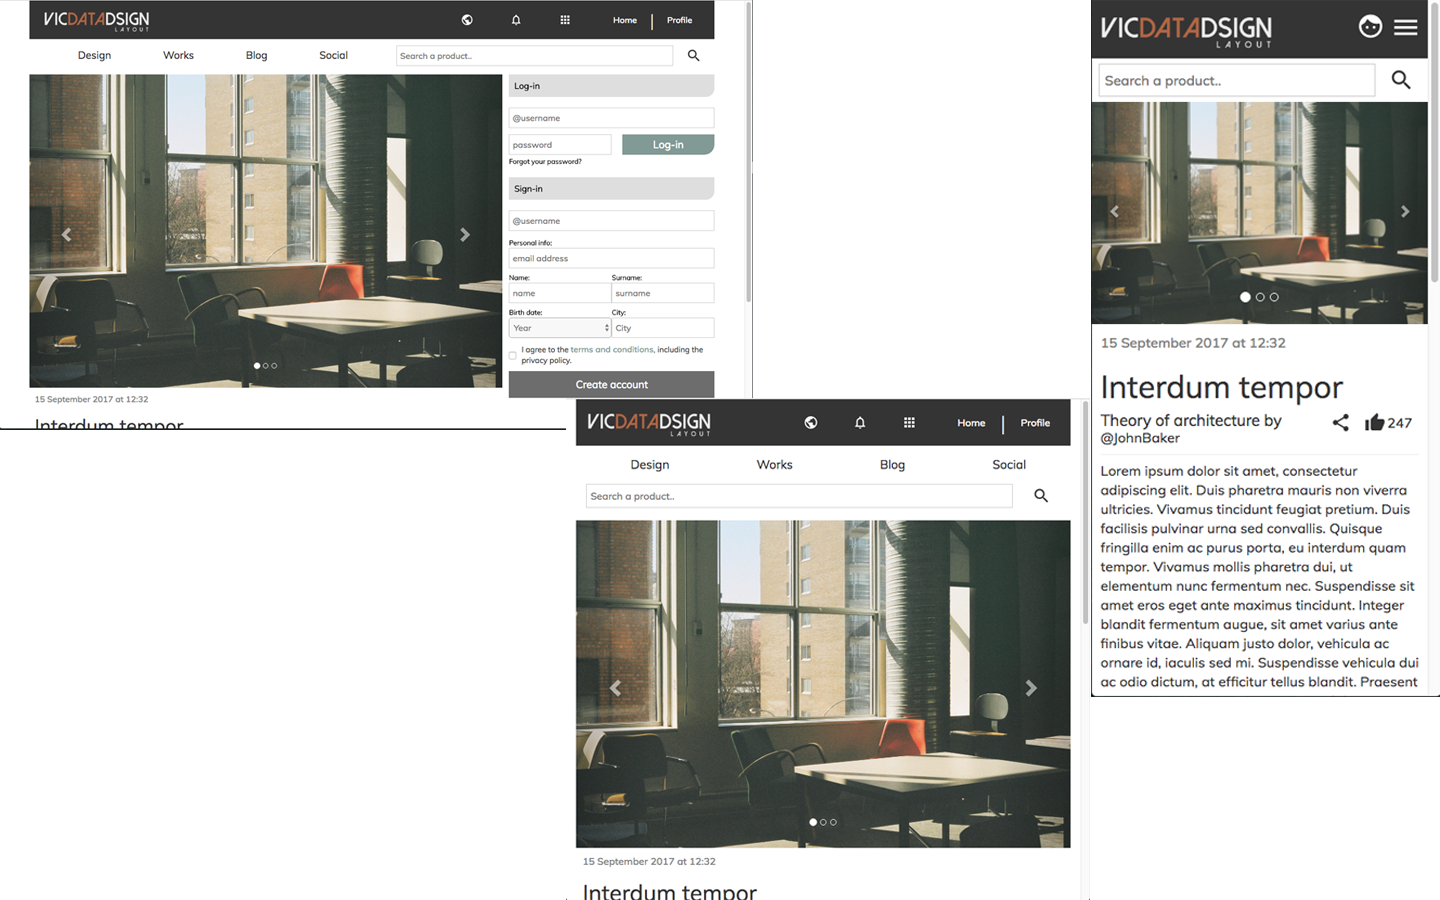 VICDATADSIGN
LAYOUT
Home
Profile
Design
Works
Blog
Social
Search a product..
Log-in
@username
password
Log-in
Forgot your password?
Sign-in
@username
Personal info:
email address
Name:
Surname:
name
surname
Birth date:
City:
Year
City
I agree to the terms and conditions, including the
privacy policy.
Create account
15 September 2017 at 12:32
Interdum tempor
VICDATADSIGN
LAYOUT
Home
Profile
Design
Works
Blog
Social
Search a product..
15 September 2017 at 12:32
Interdum tempor
VICDATADSIGN
LAYOUT
Search a product..
15 September 2017 at 12:32
Interdum tempor
Theory of architecture by
@JohnBaker
247
Lorem ipsum dolor sit amet, consectetur
adipiscing elit. Duis pharetra mauris non viverra
ultricies. Vivamus tincidunt feugiat pretium. Duis
facilisis pulvinar urna sed convallis. Quisque
fringilla enim ac purus porta, eu interdum quam
tempor. Vivamus mollis pharetra dui, ut
elementum nunc fermentum nec. Suspendisse sit
amet eros eget ante maximus tincidunt. Integer
blandit fermentum augue, sit amet varius ante
finibus vitae. Aliquam justo dolor, vehicula ac
ornare id, iaculis sed mi. Suspendisse vehicula dui
ac odio dictum, at efficitur tellus blandit. Praesent